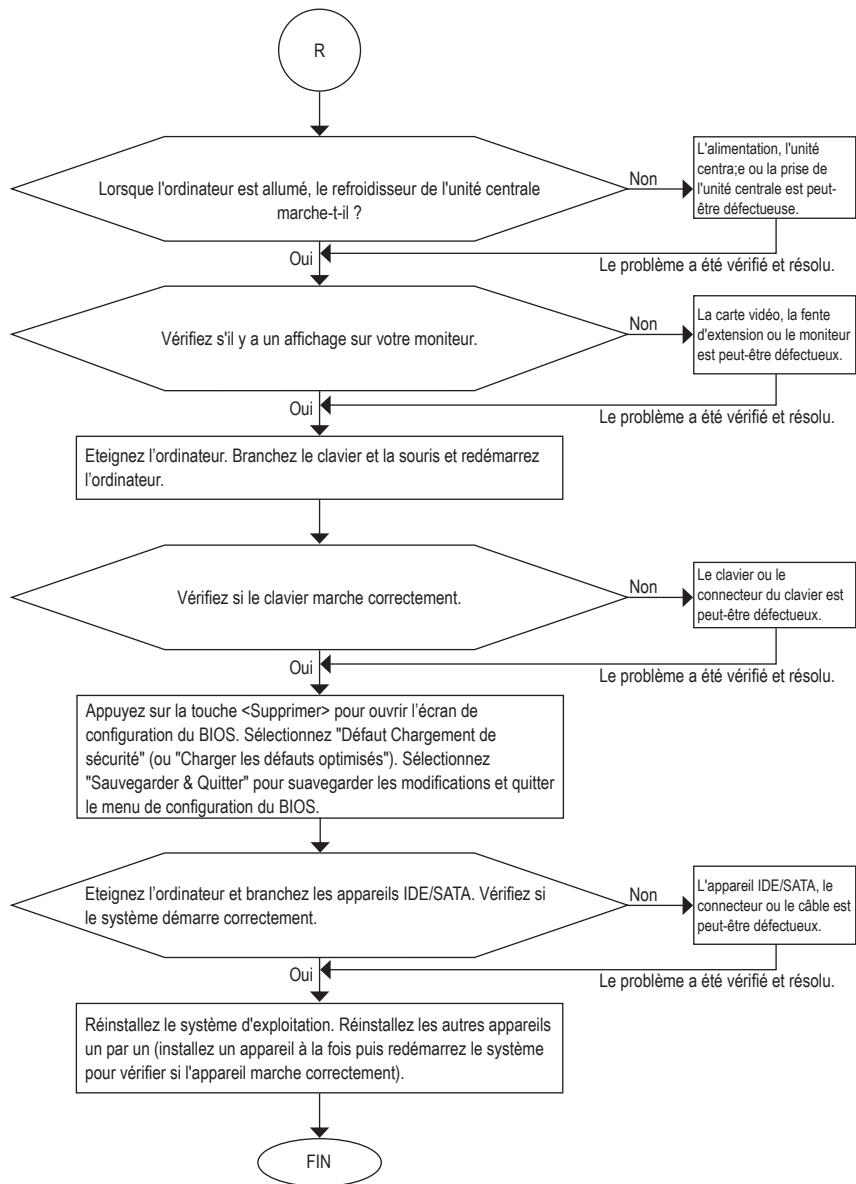 R
Lorsque l'ordinateur est allumé, le refroidisseur de l'unité centrale
marche-t-il ?
Non
L'alimentation, l'unité
centra;e ou la prise de
l'unité centrale est peut-
être défectueuse.
Oui
Le problème a été vérifié et résolu.
Vérifiez s'il y a un affichage sur votre moniteur.
Non
La carte vidéo, la fente
d'extension ou le moniteur
est peut-être défectueux.
Oui
Le problème a été vérifié et résolu.
Eteignez l’ordinateur. Branchez le clavier et la souris et redémarrez
l’ordinateur.
Vérifiez si le clavier marche correctement.
Non
Le clavier ou le
connecteur du clavier est
peut-être défectueux.
Oui
Le problème a été vérifié et résolu.
Appuyez sur la touche <Supprimer> pour ouvrir l’écran de
configuration du BIOS. Sélectionnez "Défaut Chargement de
sécurité" (ou "Charger les défauts optimisés"). Sélectionnez
"Sauvegarder & Quitter" pour suavegarder les modifications et quitter
le menu de configuration du BIOS.
Eteignez l’ordinateur et branchez les appareils IDE/SATA. Vérifiez si
le système démarre correctement.
Non
L'appareil IDE/SATA, le
connecteur ou le câble est
peut-être défectueux.
Oui
Le problème a été vérifié et résolu.
Réinstallez le système d'exploitation. Réinstallez les autres appareils
un par un (installez un appareil à la fois puis redémarrez le système
pour vérifier si l'appareil marche correctement).
FIN